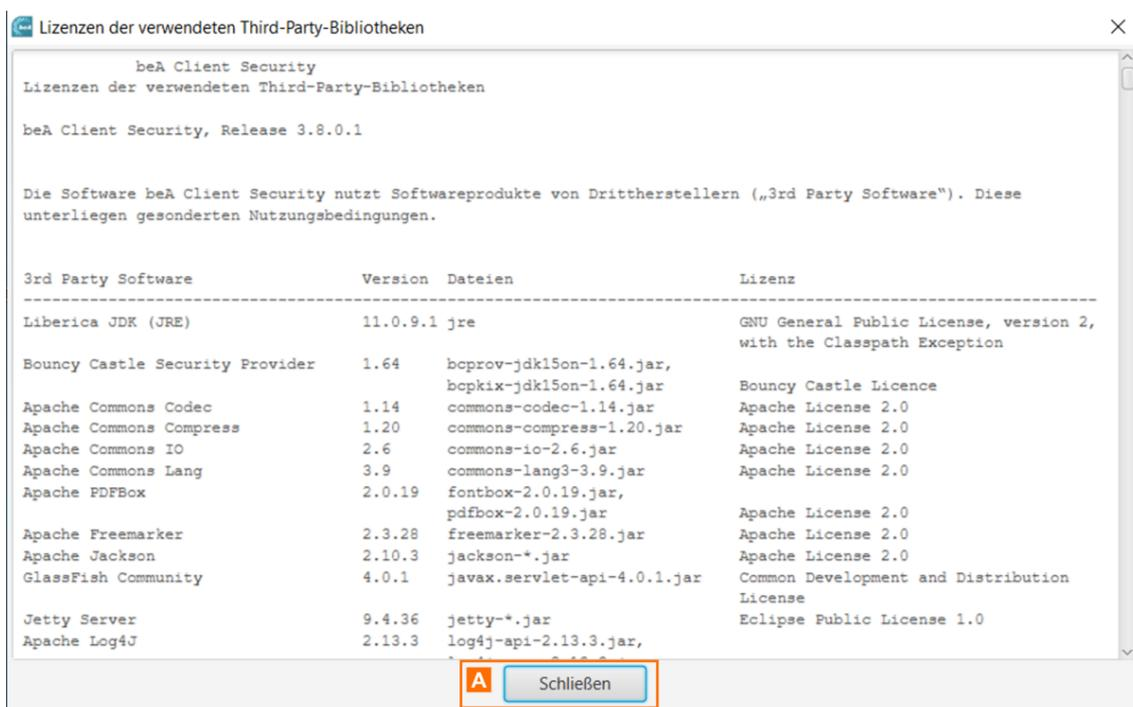 beA Lizenzen der verwendeten Third-Party-Bibliotheken
beA Client Security
Lizenzen der verwendeten Third-Party-Bibliotheken
beA Client Security, Release 3.8.0.1
Die Software beA Client Security nutzt Softwareprodukte von Drittherstellern („3rd Party Software“). Diese
unterliegen gesonderten Nutzungsbedingungen.
3rd Party Software Version Dateien Lizenz
Liberica JDK (JRE) 11.0.9.1 jre GNU General Public License, version 2,
with the Classpath Exception
Bouncy Castle Security Provider 1.64 bcprov-jdk15on-1.64.jar,
bcpkix-jdk15on-1.64.jar Bouncy Castle Licence
Apache Commons Codec 1.14 commons-codec-1.14.jar Apache License 2.0
Apache Commons Compress 1.20 commons-compress-1.20.jar Apache License 2.0
Apache Commons IO 2.6 commons-io-2.6.jar Apache License 2.0
Apache Commons Lang 3.9 commons-lang3-3.9.jar Apache License 2.0
Apache PDFBox 2.0.19 fontbox-2.0.19.jar,
pdfbox-2.0.19.jar Apache License 2.0
Apache Freemarker 2.3.28 freemarker-2.3.28.jar Apache License 2.0
Apache Jackson 2.10.3 jackson-*.jar Apache License 2.0
GlassFish Community 4.0.1 javax.servlet-api-4.0.1.jar Common Development and Distribution
License
Jetty Server 9.4.36 jetty-*.jar Eclipse Public License 1.0
Apache Log4J 2.13.3 log4j-api-2.13.3.jar,
A Schließen